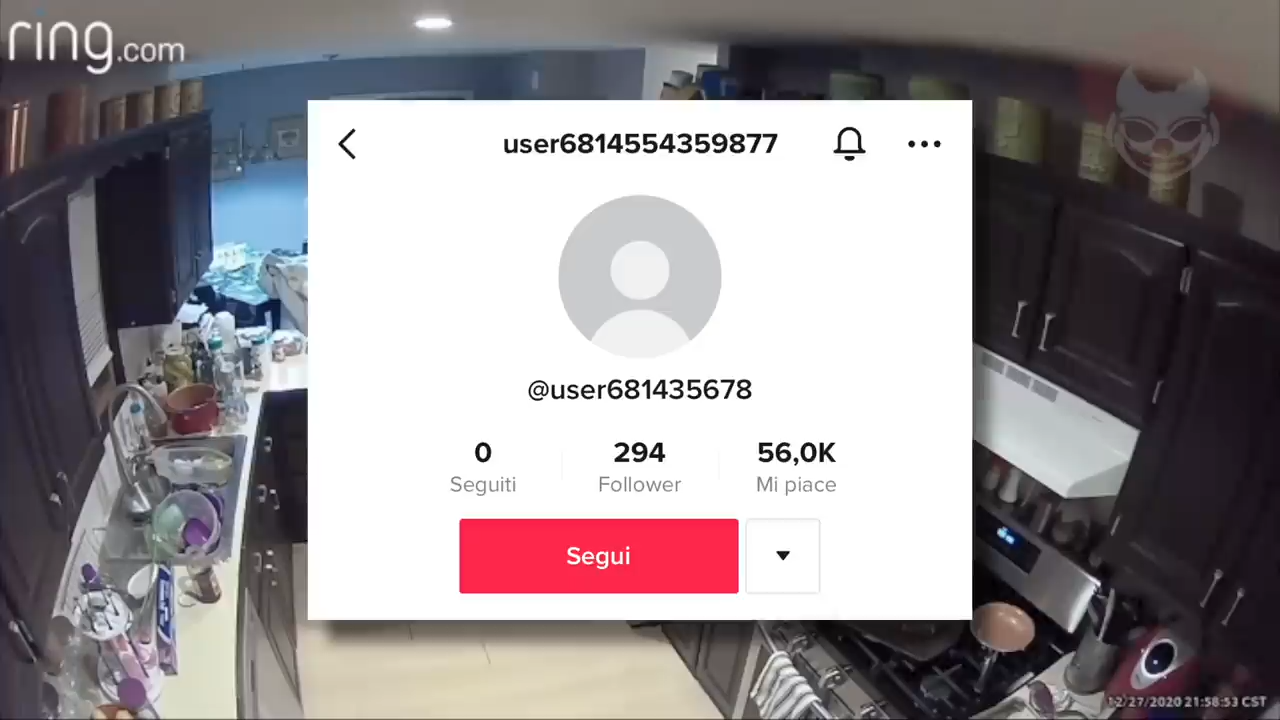 ring.com
user6814554359877
@user681435678
0
294
56,0K
Seguiti
Follower
Mi piace
Segui
12/27/2020 21:58:53 CST